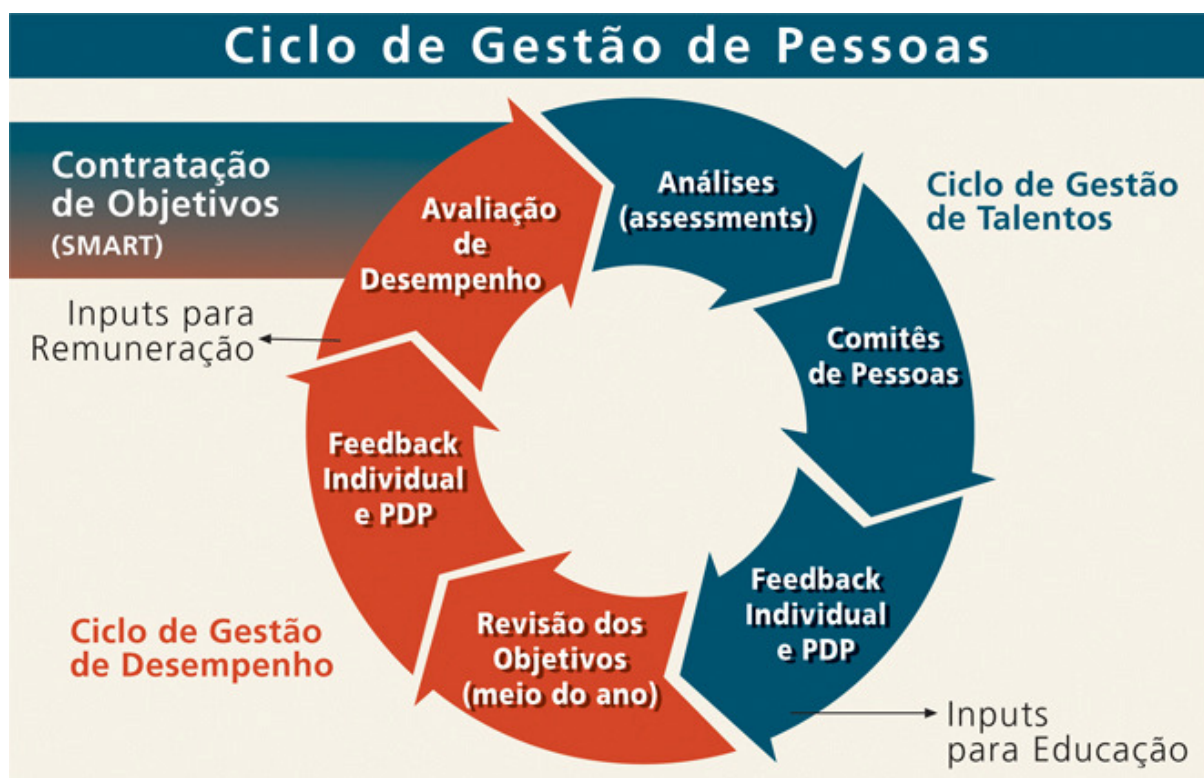 Ciclo de Gestão de Pessoas
Contratação
de Objetivos
(SMART)
Inputs para
Remuneração
Avaliação
de
Desempenho
Análises
(assessments)
Ciclo de Gestão
de Talentos
Comitês
de Pessoas
Feedback
Individual
e PDP
Inputs
para Educação
Revisão dos
Objetivos
(meio do ano)
Feedback
Individual
e PDP
Ciclo de Gestão
de Desempenho